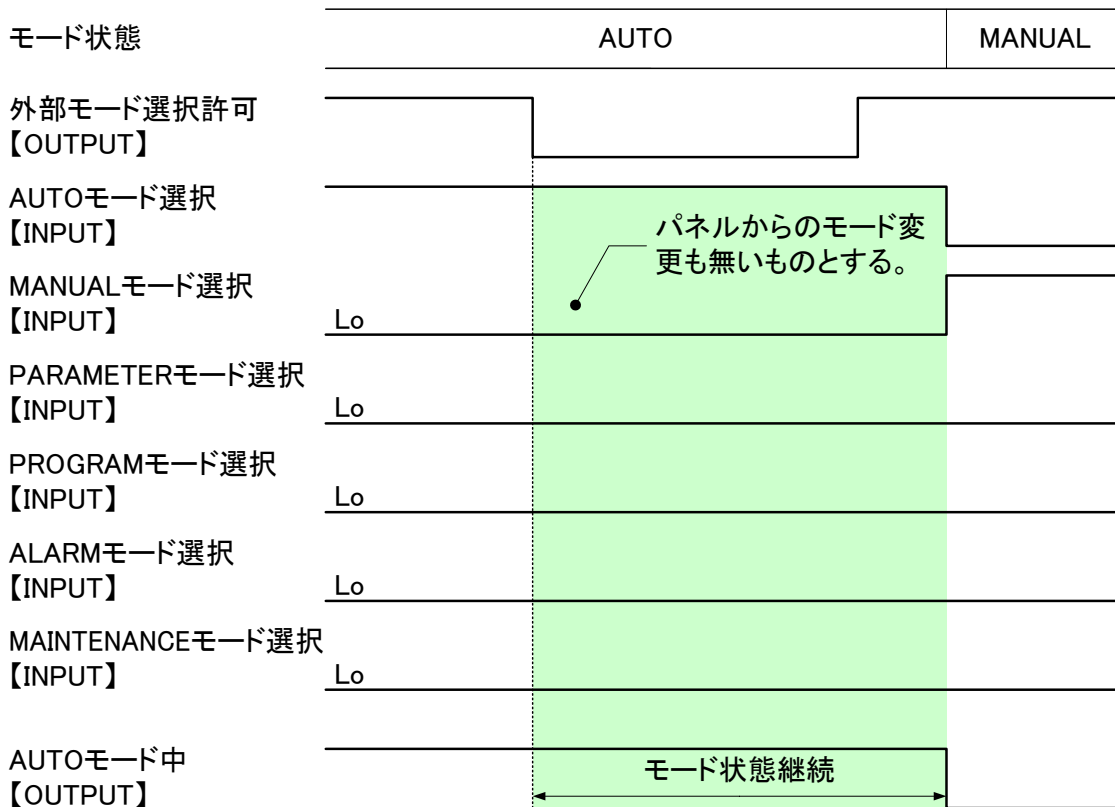 モード状態
AUTO
MANUAL
外部モード選択許可
【OUTPUT】
AUTOモード選択
【INPUT】
パネルからのモード変
更も無いものとする。
MANUALモード選択
【INPUT】
Lo
PARAMETERモード選択
【INPUT】
Lo
PROGRAMモード選択
【INPUT】
Lo
ALARMモード選択
【INPUT】
Lo
MAINTENANCEモード選択
【INPUT】
Lo
AUTOモード中
【OUTPUT】
モード状態継続